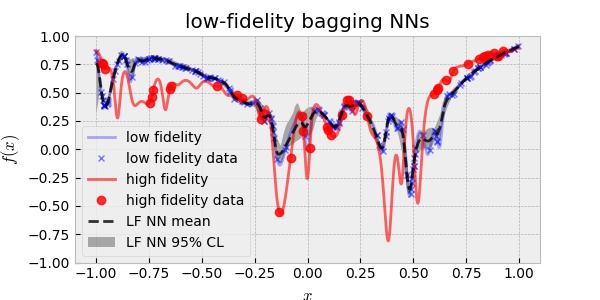 low-fidelity bagging NNs
1.00
0.75
0.50
0.25
0.00
−0.25
−0.50
−0.75
−1.00
f(x)
low fidelity
low fidelity data
high fidelity
high fidelity data
LF NN mean
LF NN 95% CL
−1.00 −0.75 −0.50 −0.25 0.00 0.25 0.50 0.75 1.00
x